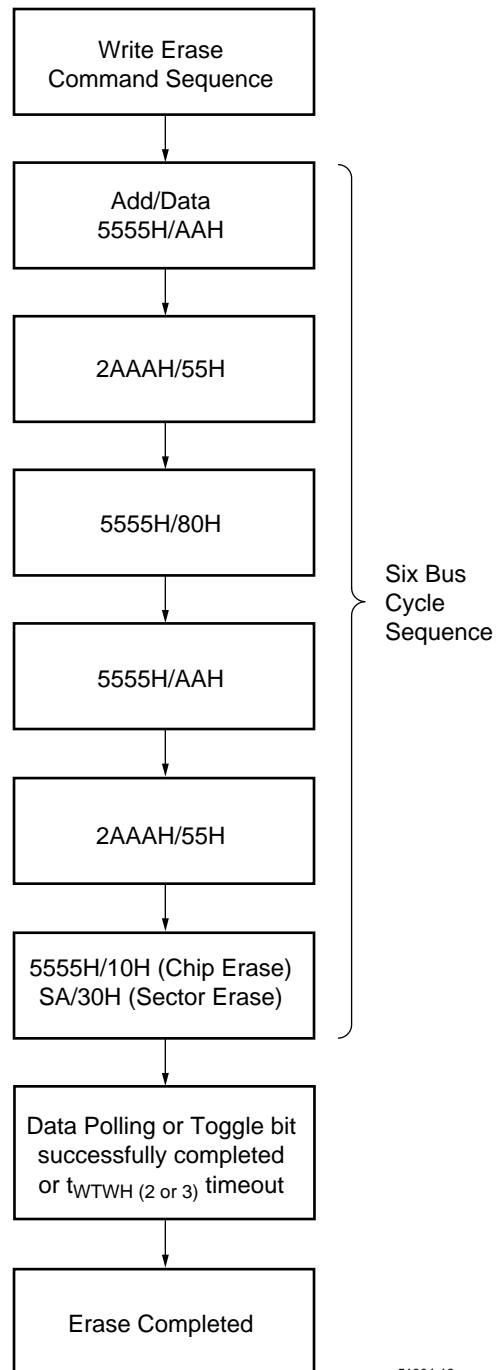 Write Erase
Command Sequence
Add/Data
5555H/AAH
2AAAH/55H
5555H/80H
5555H/AAH
2AAAH/55H
5555H/10H (Chip Erase)
SA/30H (Sector Erase)
Six Bus
Cycle
Sequence
Data Polling or Toggle bit
successfully completed
or tWTWH (2 or 3) timeout
Erase Completed